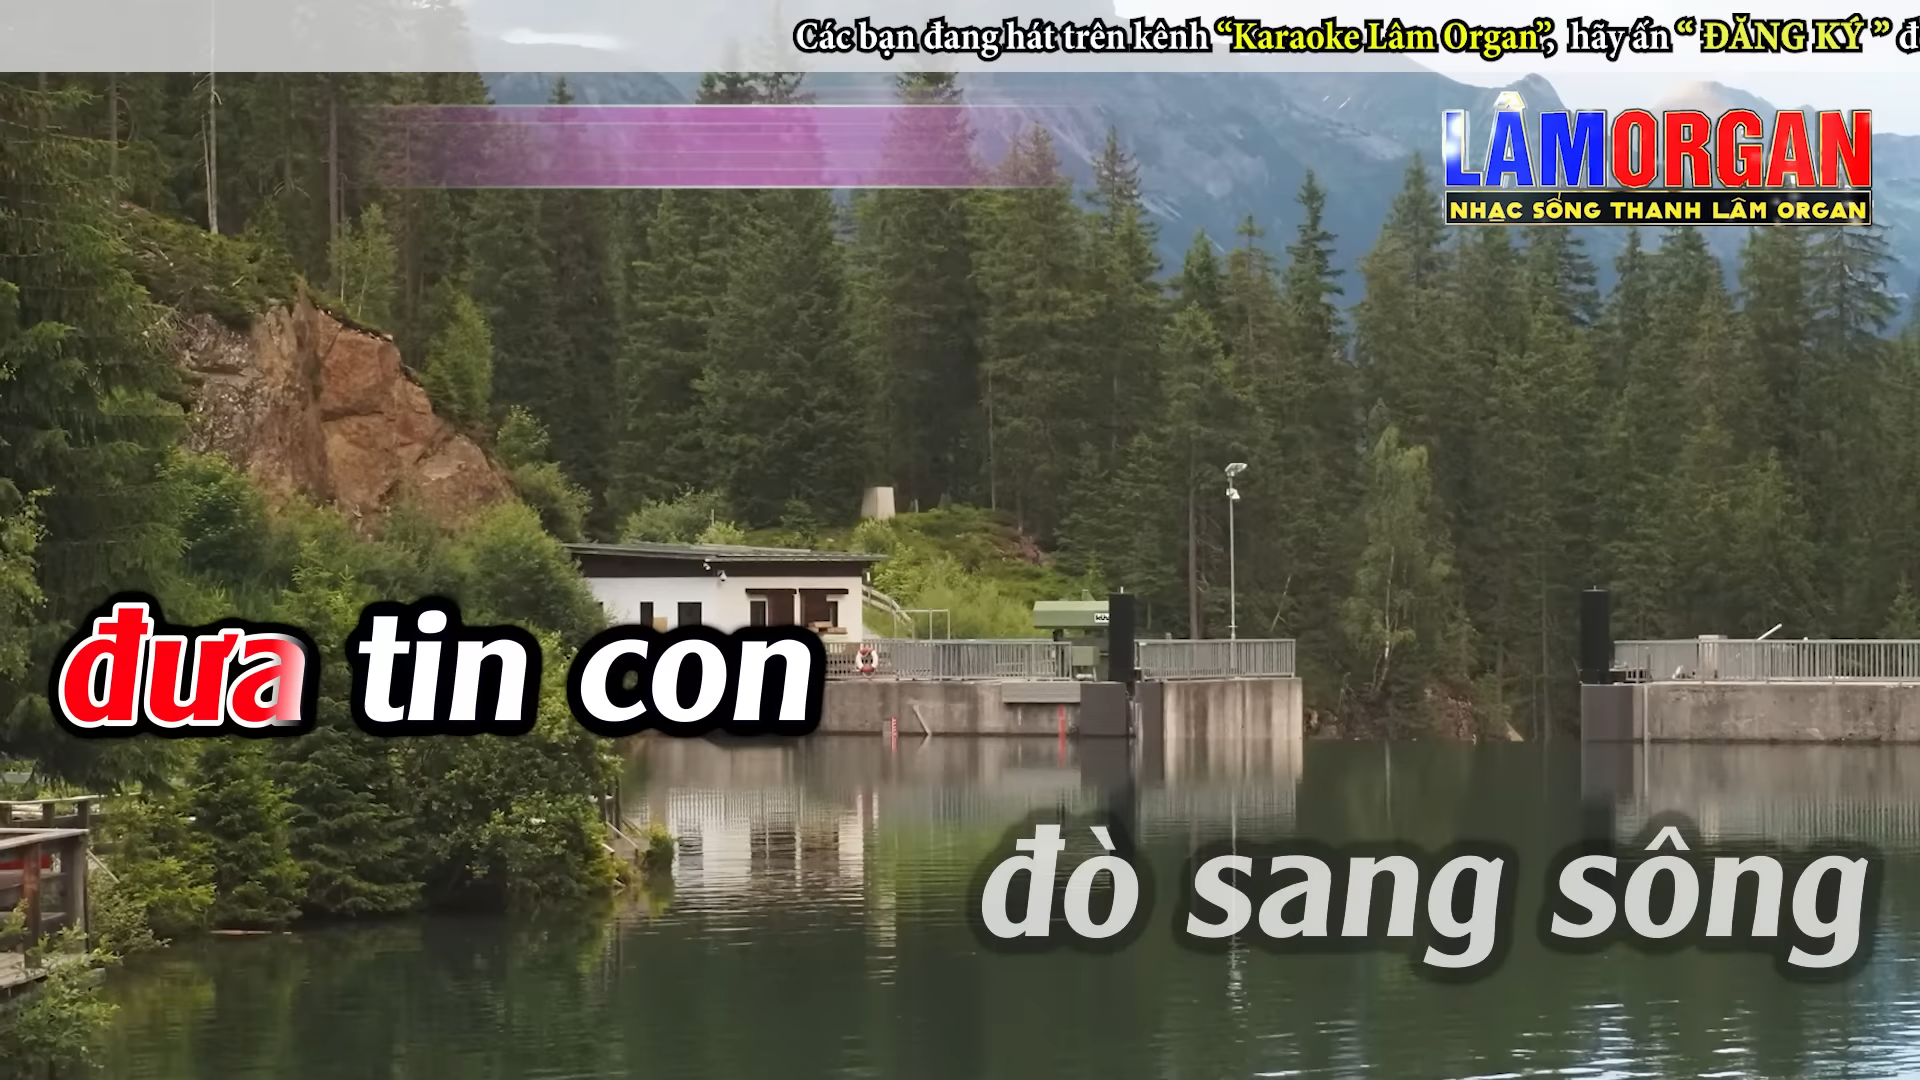 Các bạn đang hát trên kênh “Karaoke Lâm Organ”, hãy ấn “ ĐĂNG KÝ ” đ
LÂMORGAN
NHẠC SỐNG THANH LÂM ORGAN
đưa tin con
đò sang sông